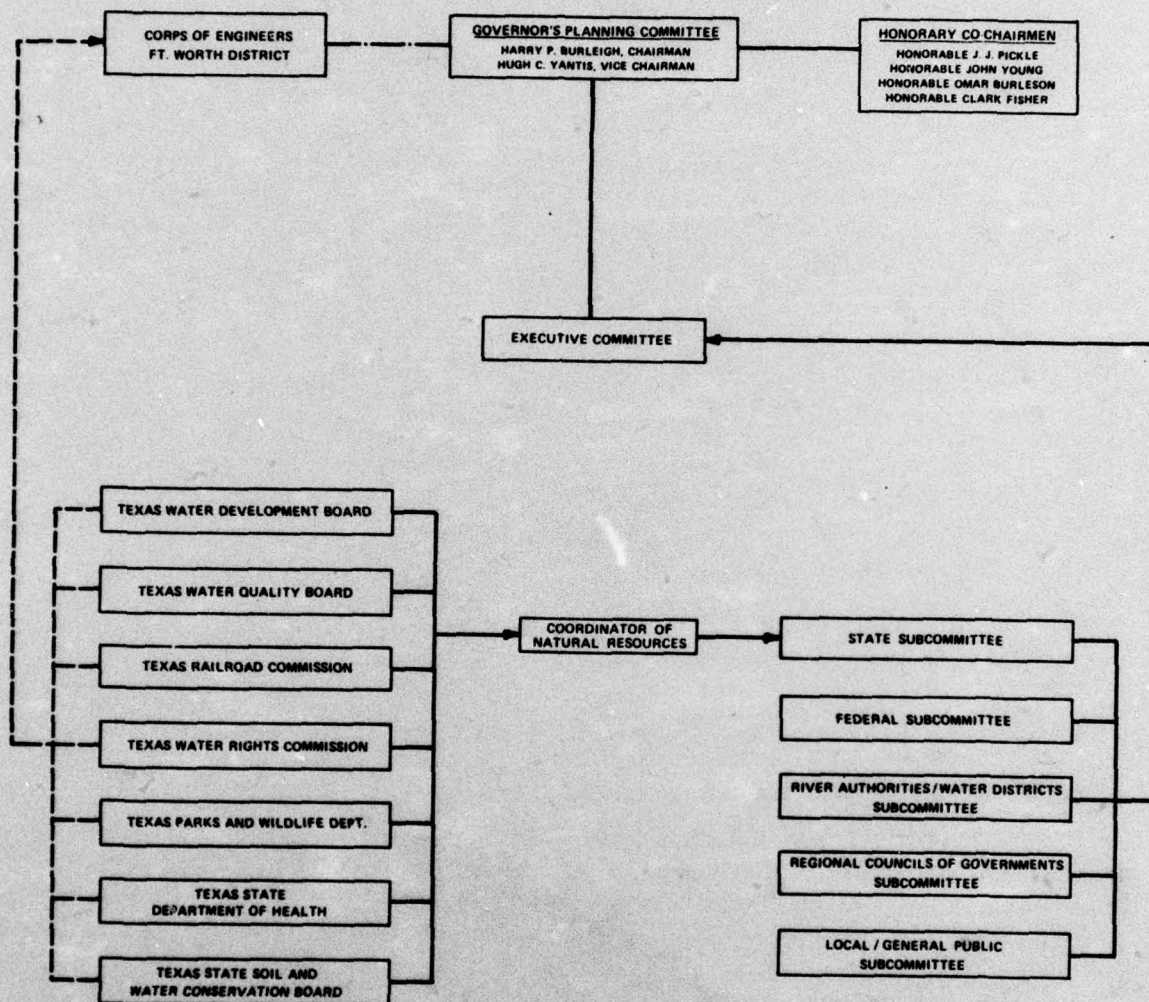 CORPS OF ENGINEERS
FT. WORTH DISTRICT
GOVERNOR'S PLANNING COMMITTEE
HARRY P. BURLEIGH, CHAIRMAN
HUGH C. YANTIS, VICE CHAIRMAN
HONORARY CO-CHAIRMEN
HONORABLE J. J. PICKLE
HONORABLE JOHN YOUNG
HONORABLE OMAR BURLESON
HONORABLE CLARK FISHER
EXECUTIVE COMMITTEE
TEXAS WATER DEVELOPMENT BOARD
TEXAS WATER QUALITY BOARD
TEXAS RAILROAD COMMISSION
TEXAS WATER RIGHTS COMMISSION
TEXAS PARKS AND WILDLIFE DEPT.
TEXAS STATE
DEPARTMENT OF HEALTH
TEXAS STATE SOIL AND
WATER CONSERVATION BOARD
COORDINATOR OF
NATURAL RESOURCES
STATE SUBCOMMITTEE
FEDERAL SUBCOMMITTEE
RIVER AUTHORITIES/WATER DISTRICTS
SUBCOMMITTEE
REGIONAL COUNCILS OF GOVERNMENTS
SUBCOMMITTEE
LOCAL / GENERAL PUBLIC
SUBCOMMITTEE